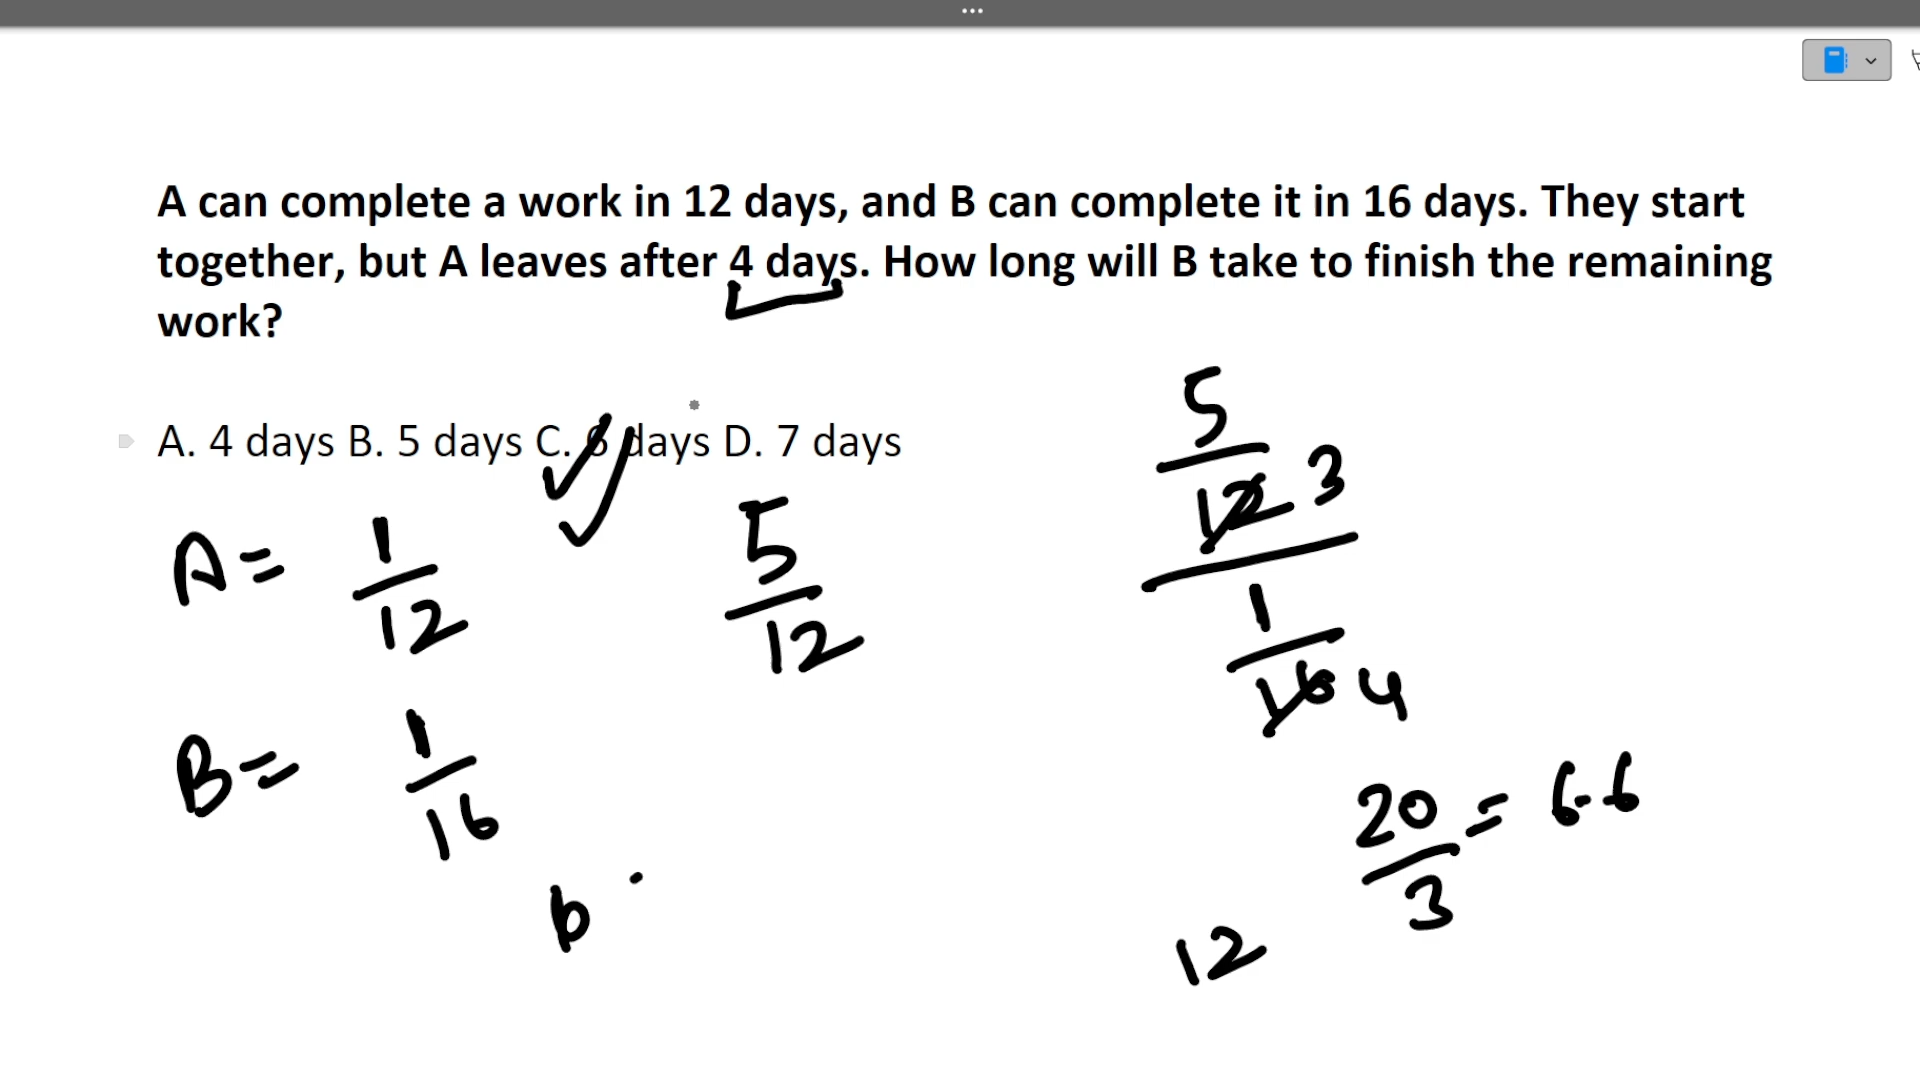 A can complete a work in 12 days, and B can complete it in 16 days. They start
together, but A leaves after 4 days. How long will B take to finish the remaining
work?
A. 4 days B. 5 days C. 6 days D. 7 days
A = 1/12
5/12
5/12 3
1/16 4
B = 1/16
20/3 = 6.6
b
12